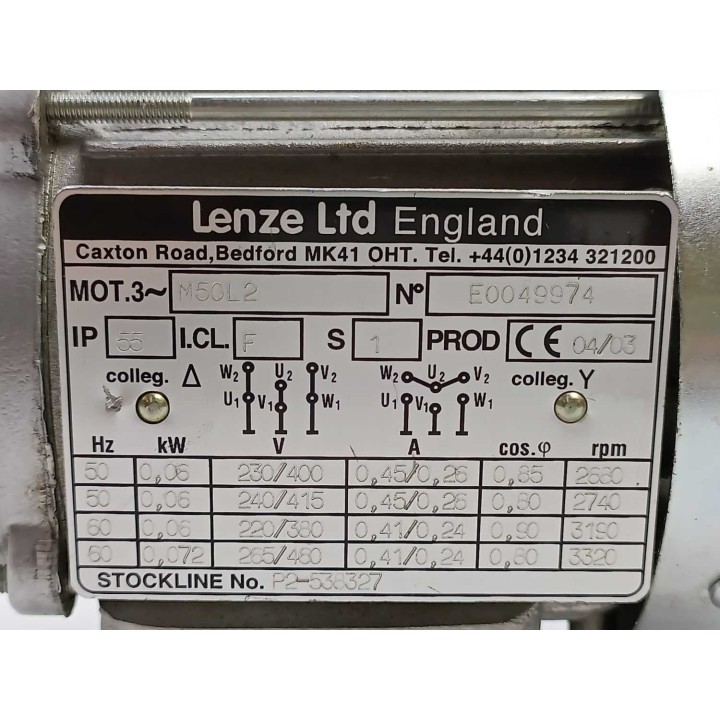 Lenze Ltd England
Caxton Road,Bedford MK41 OHT. Tel. +44(0)1234 321200
MOT.3~ M50L2 N° E0049974
IP 55 I.CL. F S 1 PROD CE 04/03
colleg. Δ W2 U2 V2 W2 U2 V2 colleg. Y
U1 V1 W1 U1 V1 W1
Hz kW V A cos.φ rpm
50 0,06 230/400 0,45/0,26 0,85 2680
50 0,06 240/415 0,45/0,26 0,80 2740
60 0,06 220/380 0,41/0,24 0,90 3190
60 0,072 265/460 0,41/0,24 0,80 3320
STOCKLINE No. P2-538327